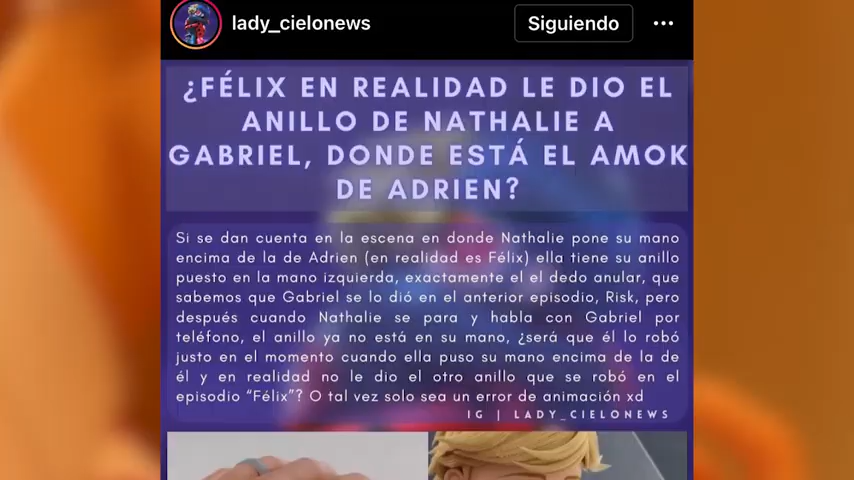 lady_cielonews
Siguiendo
¿FÉLIX EN REALIDAD LE DIO EL
ANILLO DE NATHALIE A
GABRIEL, DONDE ESTÁ EL AMOK
DE ADRIEN?
Si se dan cuenta en la escena en donde Nathalie pone su mano
encima de la de Adrien (en realidad es Félix) ella tiene su anillo
puesto en la mano izquierda, exactamente el el dedo anular, que
sabemos que Gabriel se lo dió en el anterior episodio, Risk, pero
después cuando Nathalie se para y habla con Gabriel por
teléfono, el anillo ya no está en su mano, ¿será que él lo robó
justo en el momento cuando ella puso su mano encima de la de
él y en realidad no le dio el otro anillo que se robó en el
episodio “Félix”? O tal vez solo sea un error de animación xd
IG | LADY_CIELONEWS